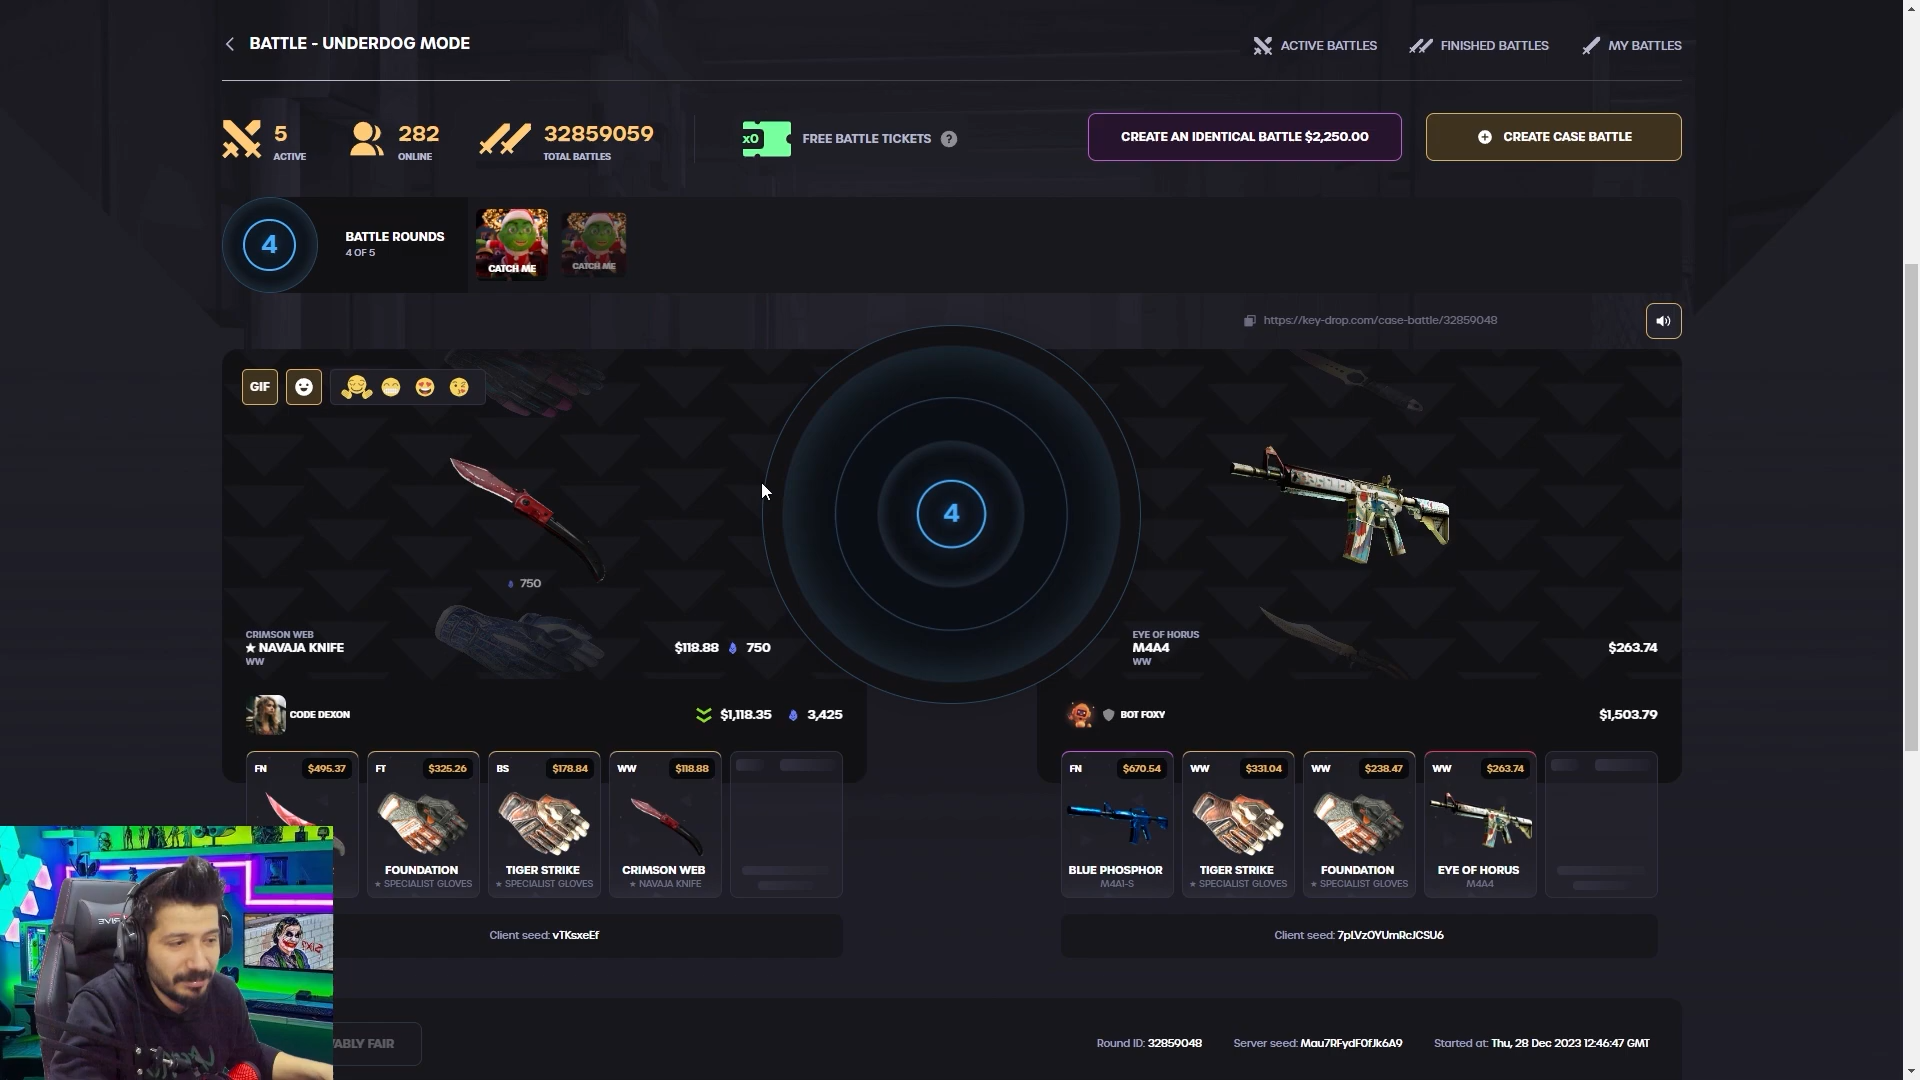 BATTLE - UNDERDOG MODE
ACTIVE BATTLES
FINISHED BATTLES
MY BATTLES
5
ACTIVE
282
ONLINE
32859059
TOTAL BATTLES
x0
FREE BATTLE TICKETS ?
CREATE AN IDENTICAL BATTLE $2,250.00
CREATE CASE BATTLE
4
BATTLE ROUNDS
4 OF 5
CATCH ME
CATCH ME
https://key-drop.com/case-battle/32859048
GIF
4
750
CRIMSON WEB
★ NAVAJA KNIFE
WW
$118.88 750
EYE OF HORUS
M4A4
WW
$263.74
CODE DEXON
$1,118.35 3,425
BOT FOXY
$1,503.79
FN $495.37
FT $325.26
FOUNDATION
★ SPECIALIST GLOVES
BS $178.84
TIGER STRIKE
★ SPECIALIST GLOVES
WW $118.88
CRIMSON WEB
★ NAVAJA KNIFE
FN $670.54
BLUE PHOSPHOR
M4A1-S
WW $331.04
TIGER STRIKE
★ SPECIALIST GLOVES
WW $238.47
FOUNDATION
★ SPECIALIST GLOVES
WW $263.74
EYE OF HORUS
M4A4
Client seed: vTKsxeEf
Client seed: 7pLVzOYUmRcJCSU6
VABLY FAIR
Round ID: 32859048
Server seed: Mau7RFydF0fJk6A9
Started at: Thu, 28 Dec 2023 12:46:47 GMT